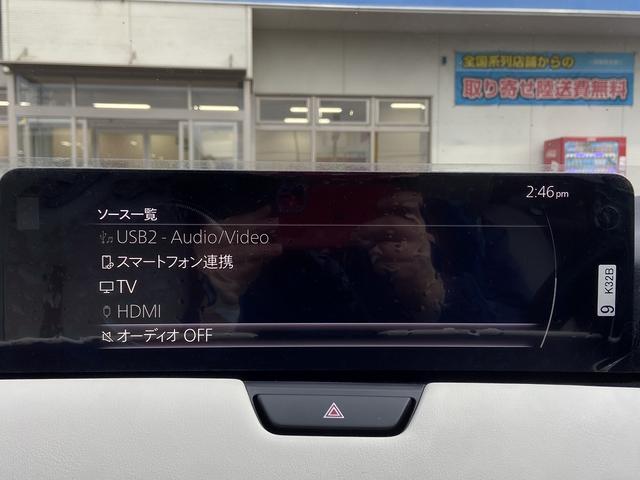 全国系列店舗からの
取り寄せ陸送費無料
2:46pm
ソース一覧
USB2 - Audio/Video
スマートフォン連携
TV
HDMI
オーディオ OFF
9 K32B